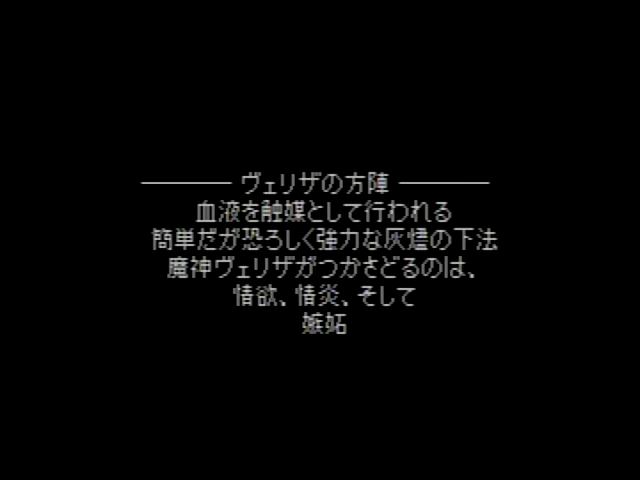 ――――― ヴェリザの方陣 ―――――
血液を触媒として行われる
簡単だが恐ろしく強力な灰燼の下法
魔神ヴェリザがつかさどるのは、
情欲、情炎、そして
嫉妬